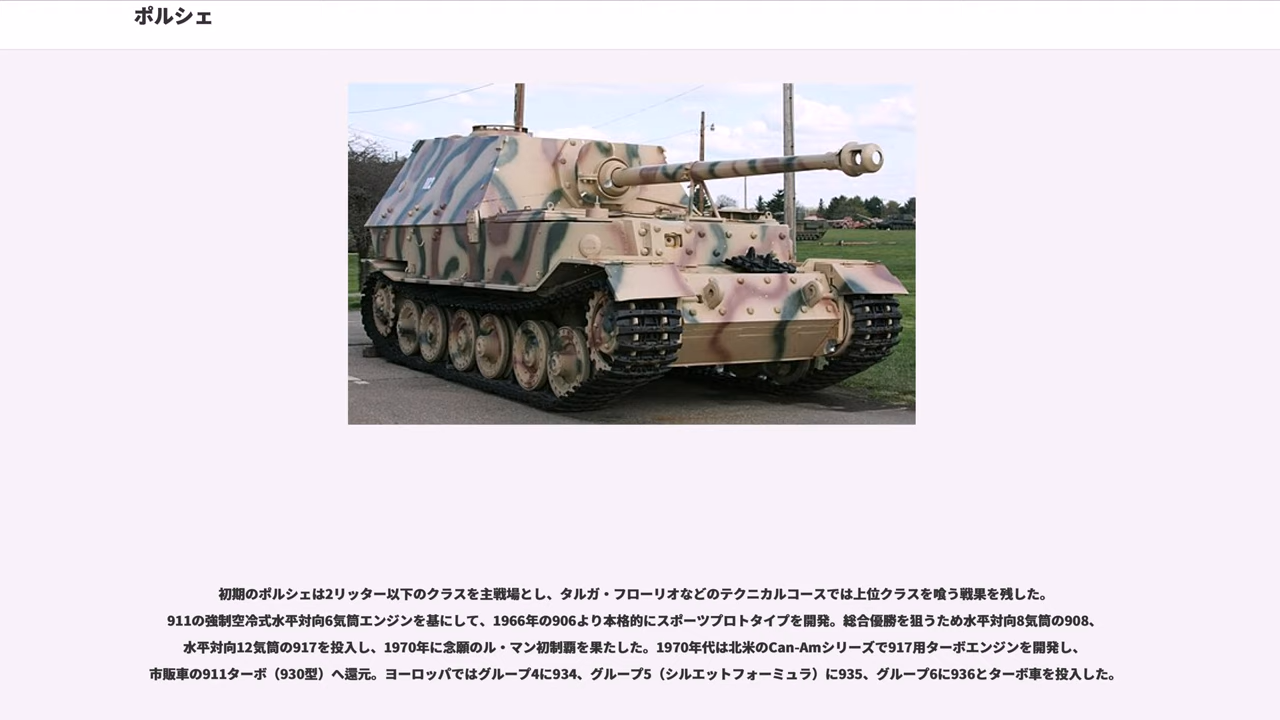 ポルシェ
102
初期のポルシェは2リッター以下のクラスを主戦場とし、タルガ・フローリオなどのテクニカルコースでは上位クラスを喰う戦果を残した。
911の強制空冷式水平対向6気筒エンジンを基にして、1966年の906より本格的にスポーツプロトタイプを開発。総合優勝を狙うため水平対向8気筒の908、
水平対向12気筒の917を投入し、1970年に念願のル・マン初制覇を果たした。1970年代は北米のCan-Amシリーズで917用ターボエンジンを開発し、
市販車の911ターボ（930型）へ還元。ヨーロッパではグループ4に934、グループ5（シルエットフォーミュラ）に935、グループ6に936とターボ車を投入した。